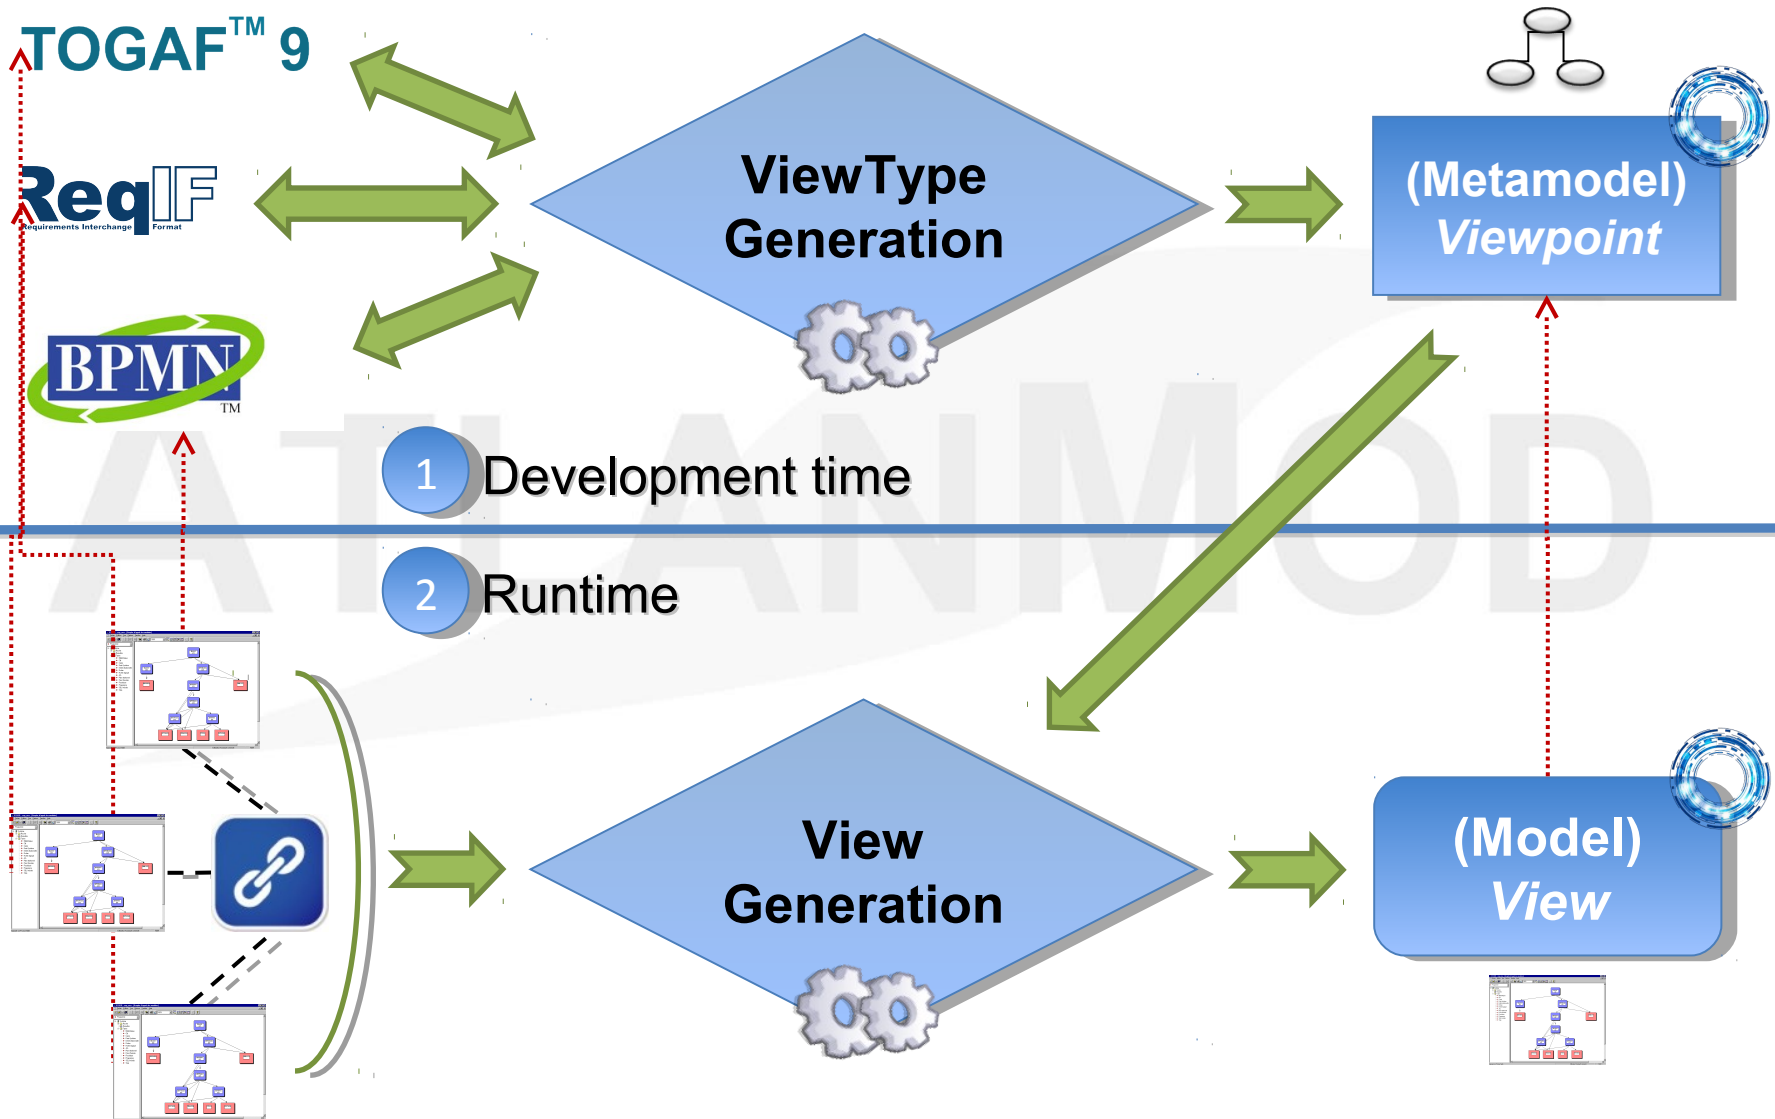 TOGAF™ 9
ReqIF
Requirements Interchange Format
BPMN
TM
ViewType
Generation
(Metamodel)
Viewpoint
1 Development time
2 Runtime
ATLANMOD
View
Generation
(Model)
View